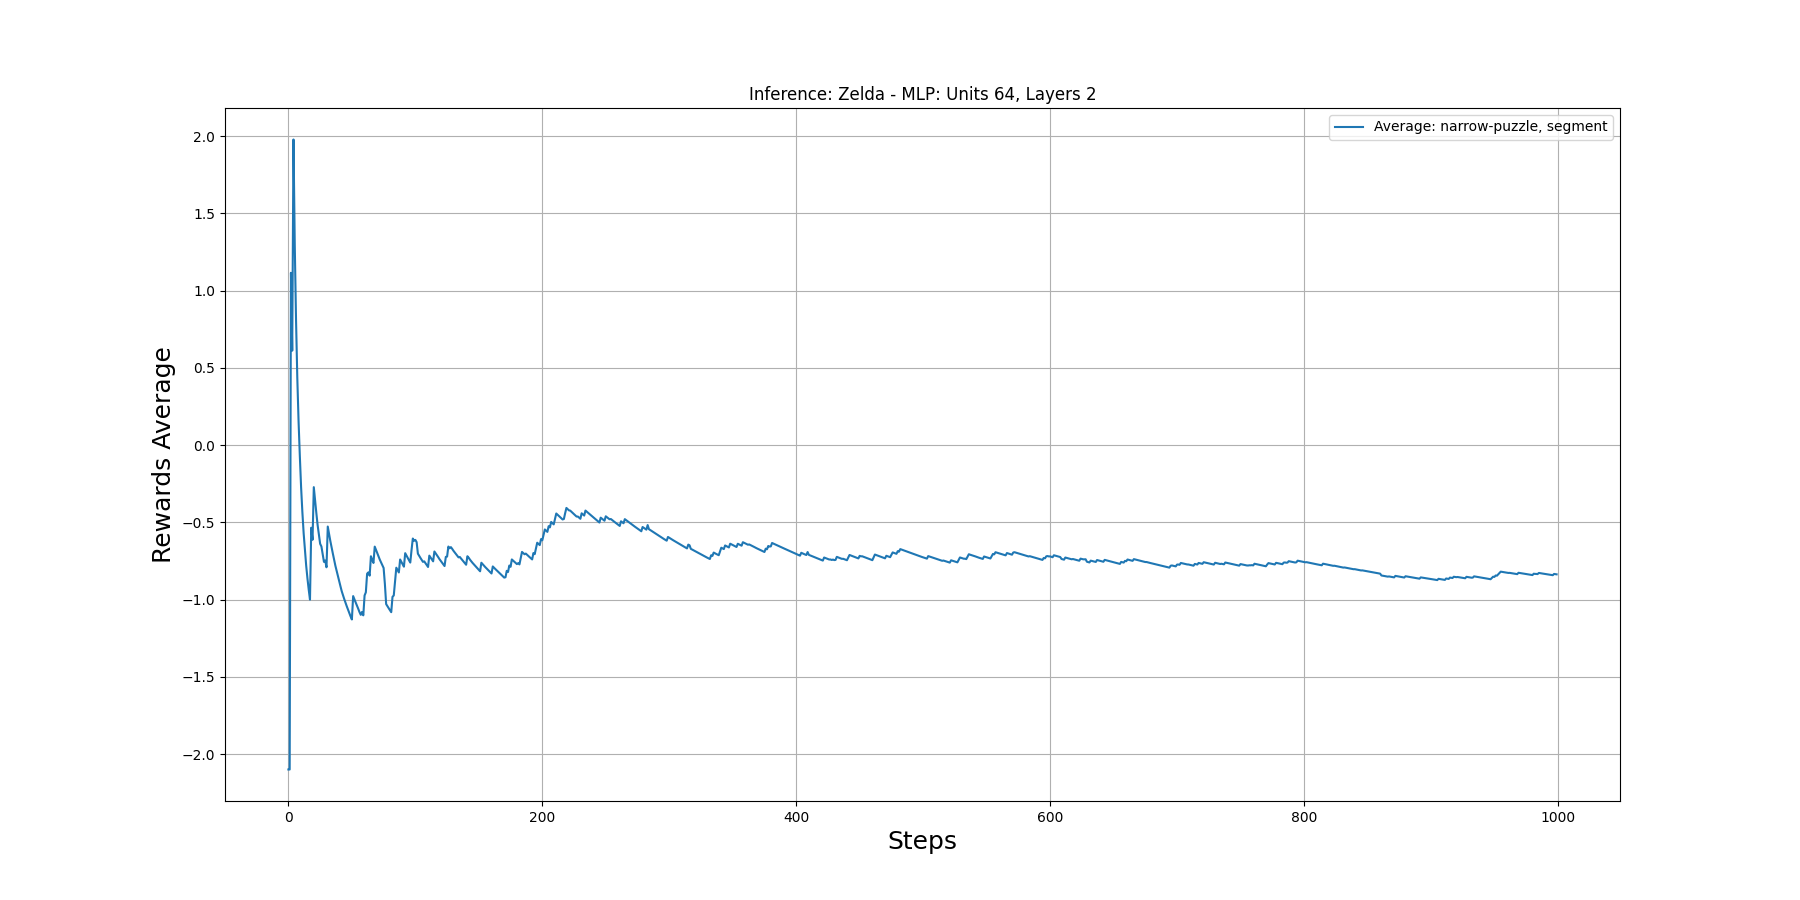 Inference: Zelda - MLP: Units 64, Layers 2
Average: narrow-puzzle, segment
Rewards Average
2.0
1.5
1.0
0.5
0.0
−0.5
−1.0
−1.5
−2.0
0 200 400 600 800 1000
Steps